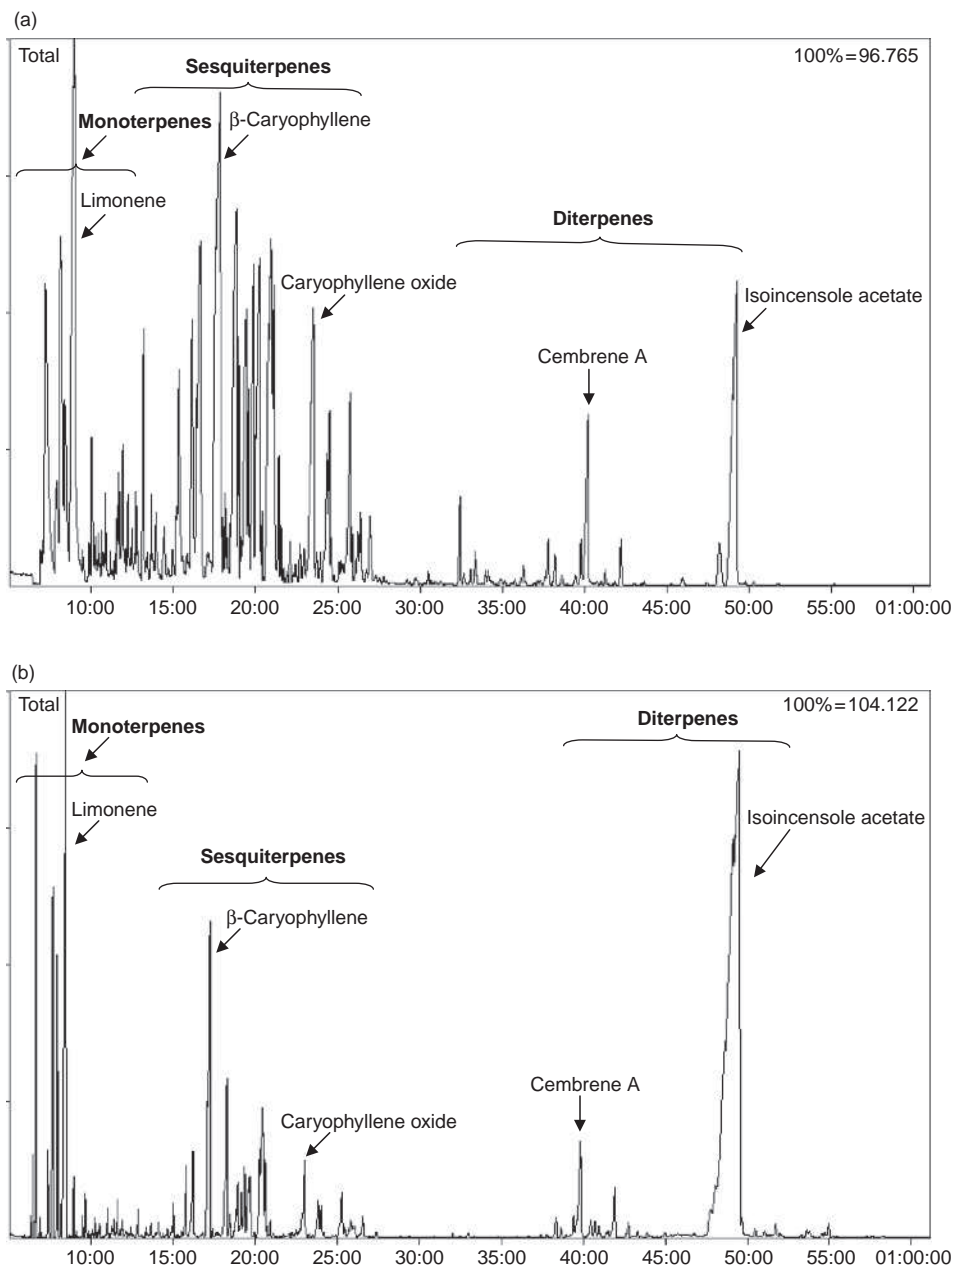 (a)
Total
100%=96.765
Sesquiterpenes
Monoterpenes
β-Caryophyllene
Limonene
Diterpenes
Caryophyllene oxide
Isoincensole acetate
Cembrene A
10:00 15:00 20:00 25:00 30:00 35:00 40:00 45:00 50:00 55:00 01:00:00
(b)
Total
100%=104.122
Monoterpenes
Diterpenes
Limonene
Isoincensole acetate
Sesquiterpenes
β-Caryophyllene
Cembrene A
Caryophyllene oxide
10:00 15:00 20:00 25:00 30:00 35:00 40:00 45:00 50:00 55:00 01:00:00